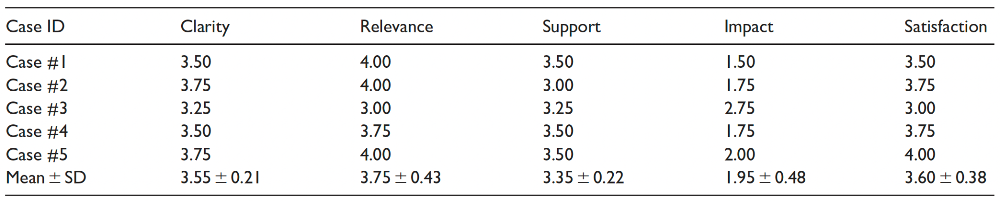 Case ID Clarity Relevance Support Impact Satisfaction
Case #1 3.50 4.00 3.50 1.50 3.50
Case #2 3.75 4.00 3.00 1.75 3.75
Case #3 3.25 3.00 3.25 2.75 3.00
Case #4 3.50 3.75 3.50 1.75 3.75
Case #5 3.75 4.00 3.50 2.00 4.00
Mean ± SD 3.55 ± 0.21 3.75 ± 0.43 3.35 ± 0.22 1.95 ± 0.48 3.60 ± 0.38